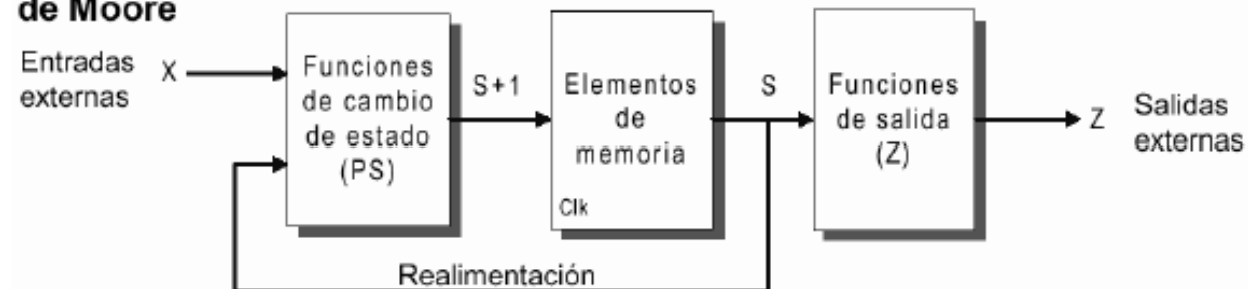 de Moore
Entradas
externas
X
Funciones
de cambio
de estado
(PS)
S+1
Elementos
de
memoria
Clk
S
Funciones
de salida
(Z)
Z
Salidas
externas
Realimentación